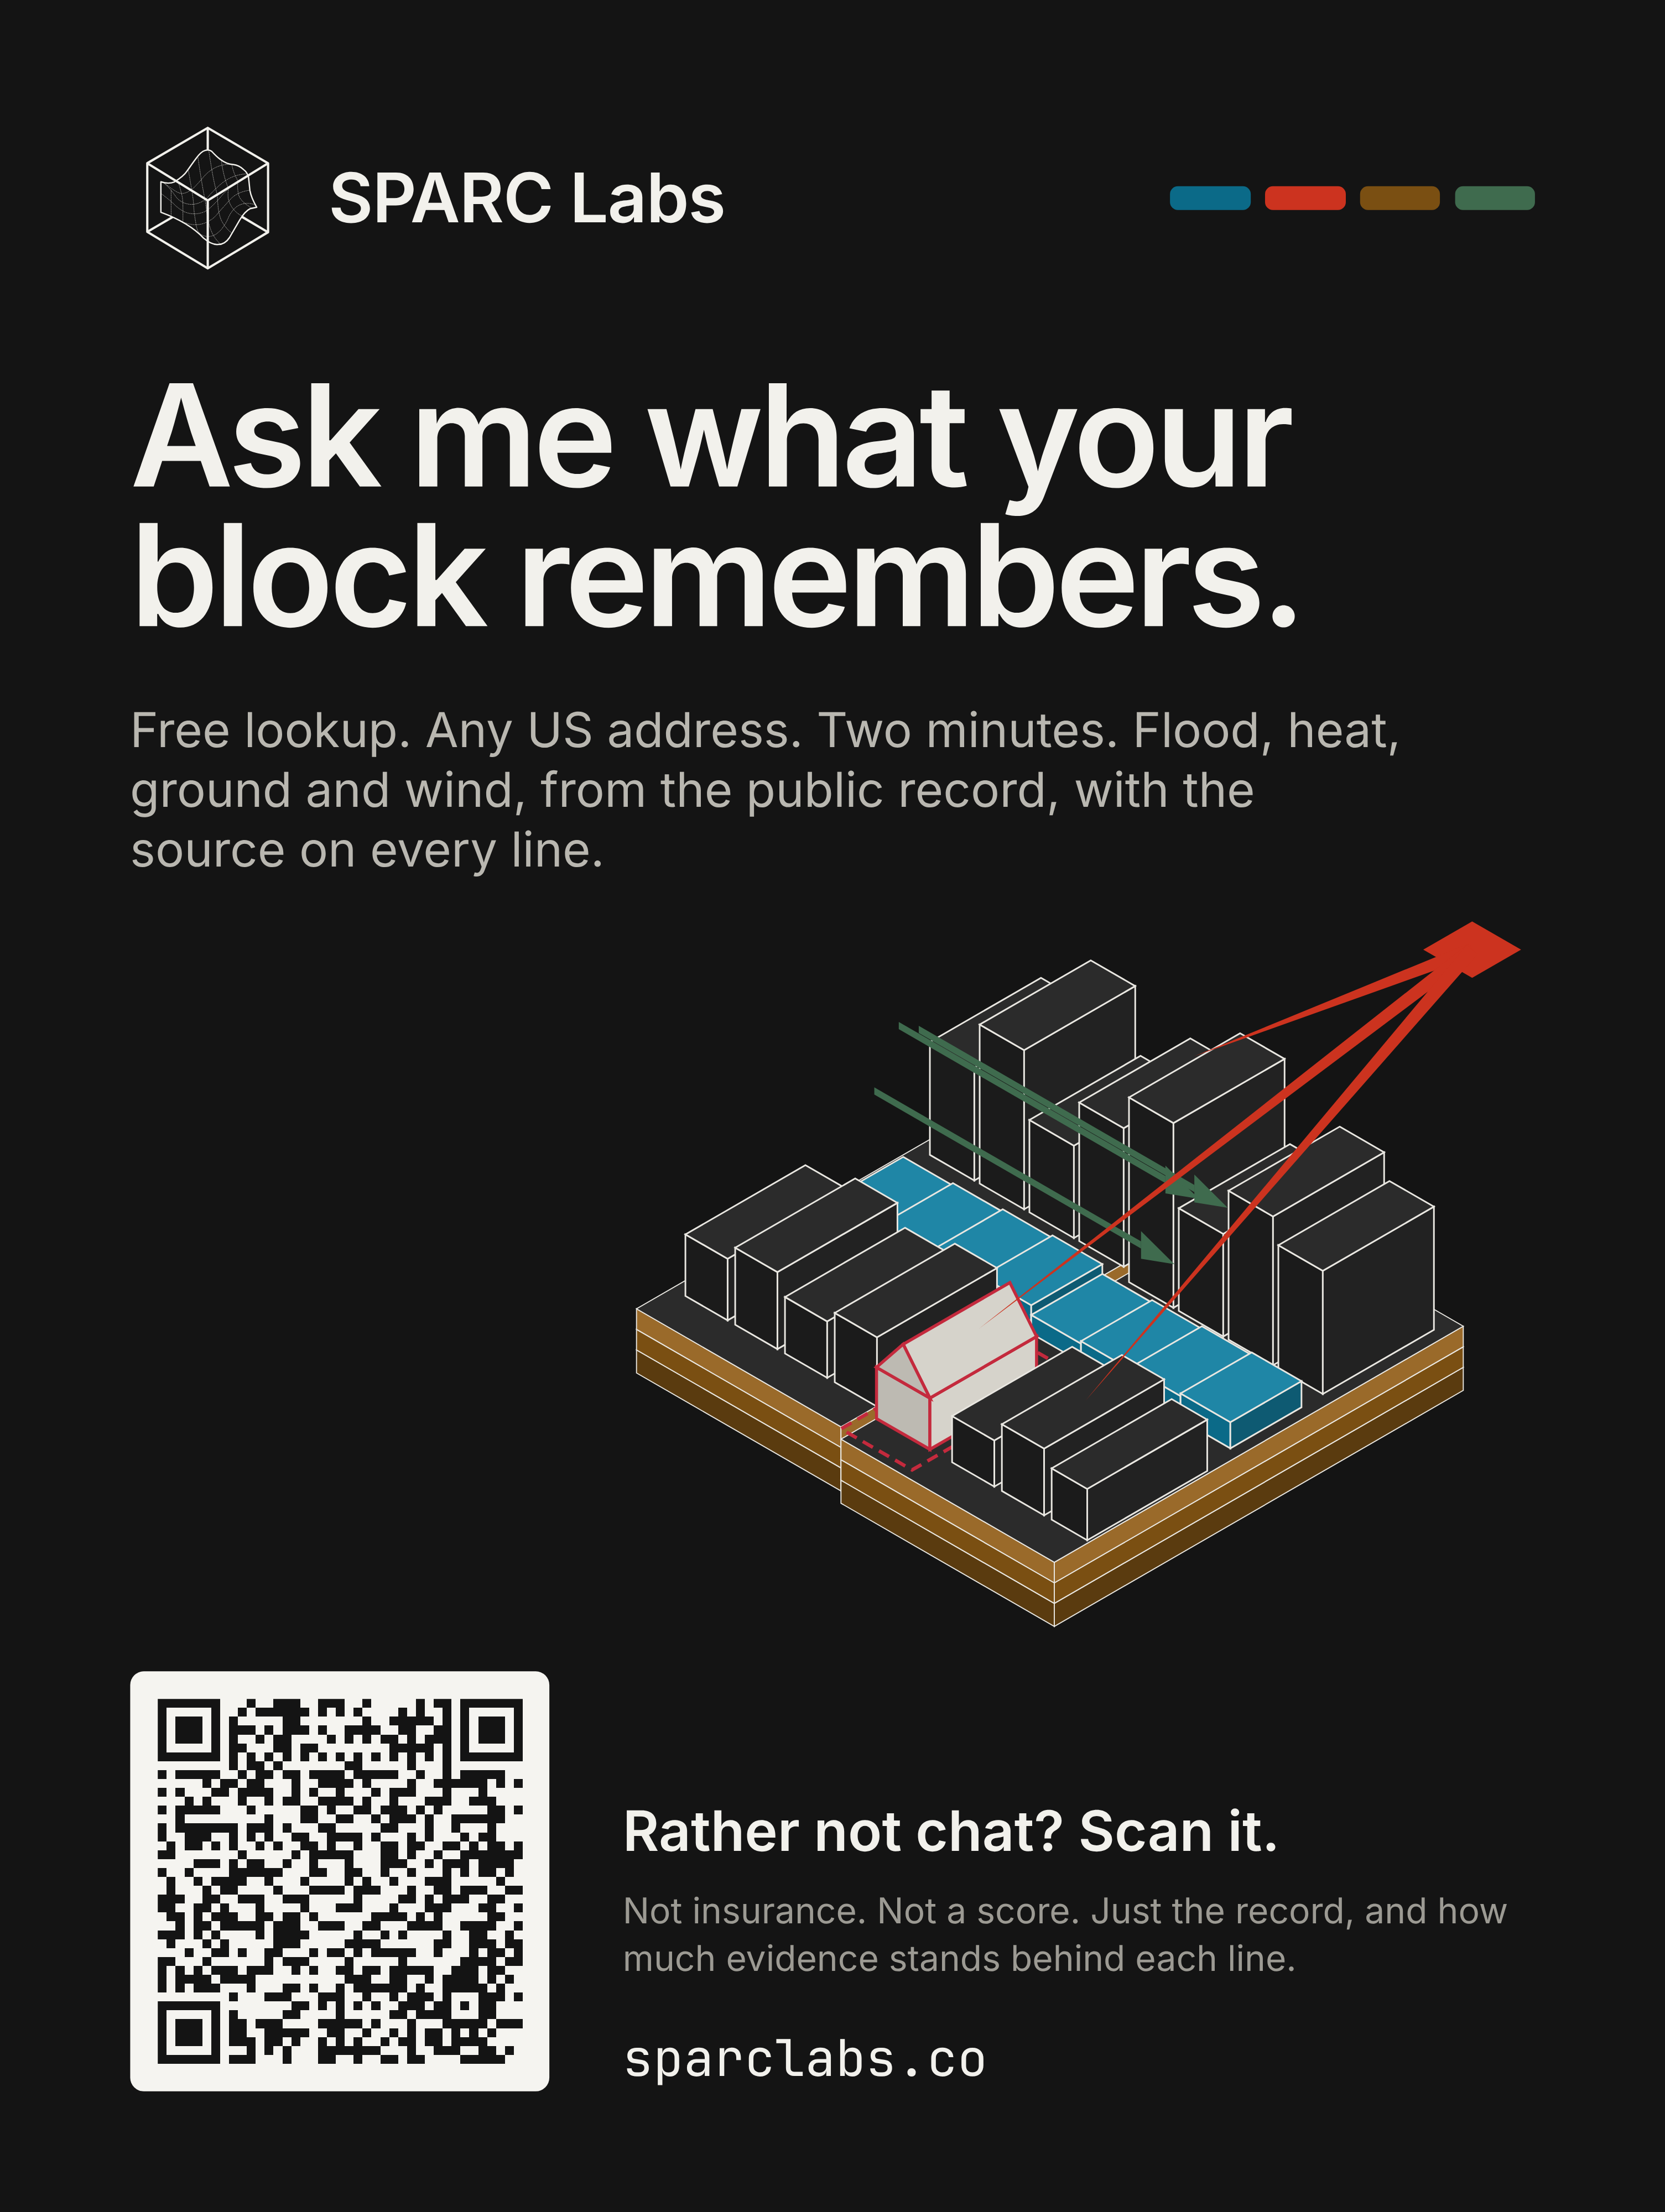 SPARC Labs
Ask me what your
block remembers.
Free lookup. Any US address. Two minutes. Flood, heat,
ground and wind, from the public record, with the
source on every line.
Rather not chat? Scan it.
Not insurance. Not a score. Just the record, and how
much evidence stands behind each line.
sparclabs.co